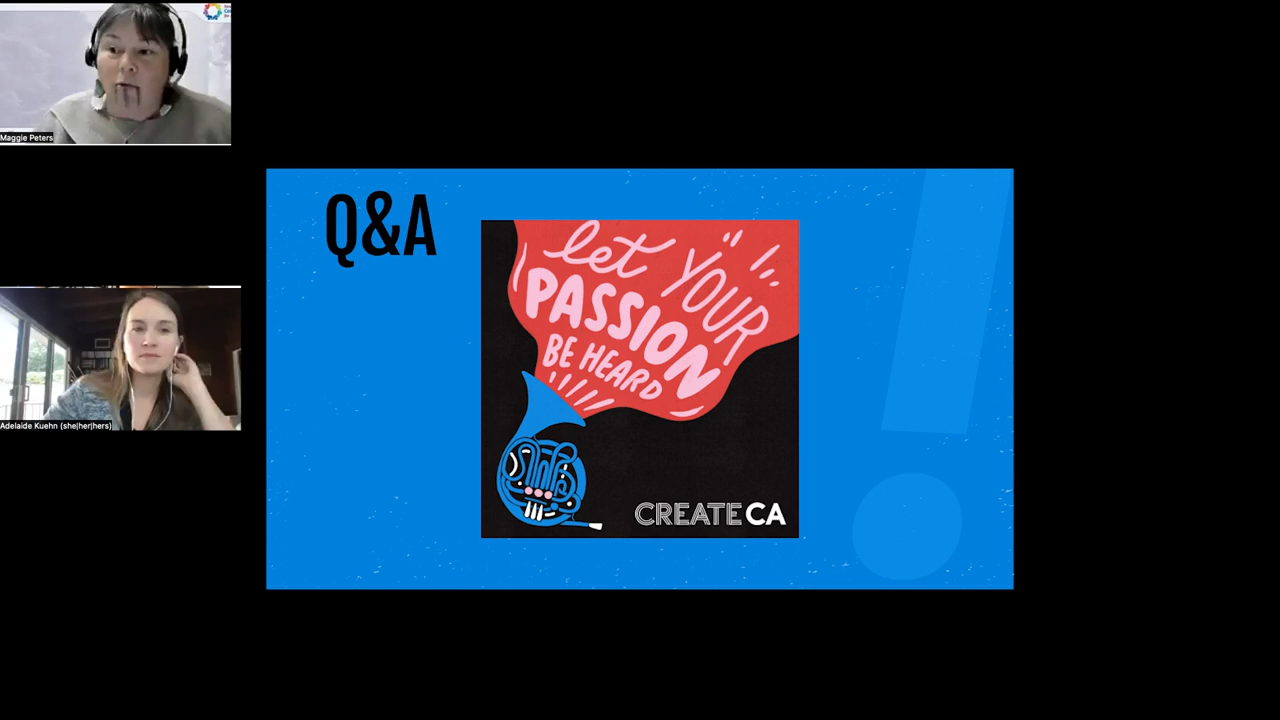 Maggie Peters
Q&A
let YOUR
PASSION
BE HEARD
CREATE CA
Adelaide Kuehn (she|her|hers)